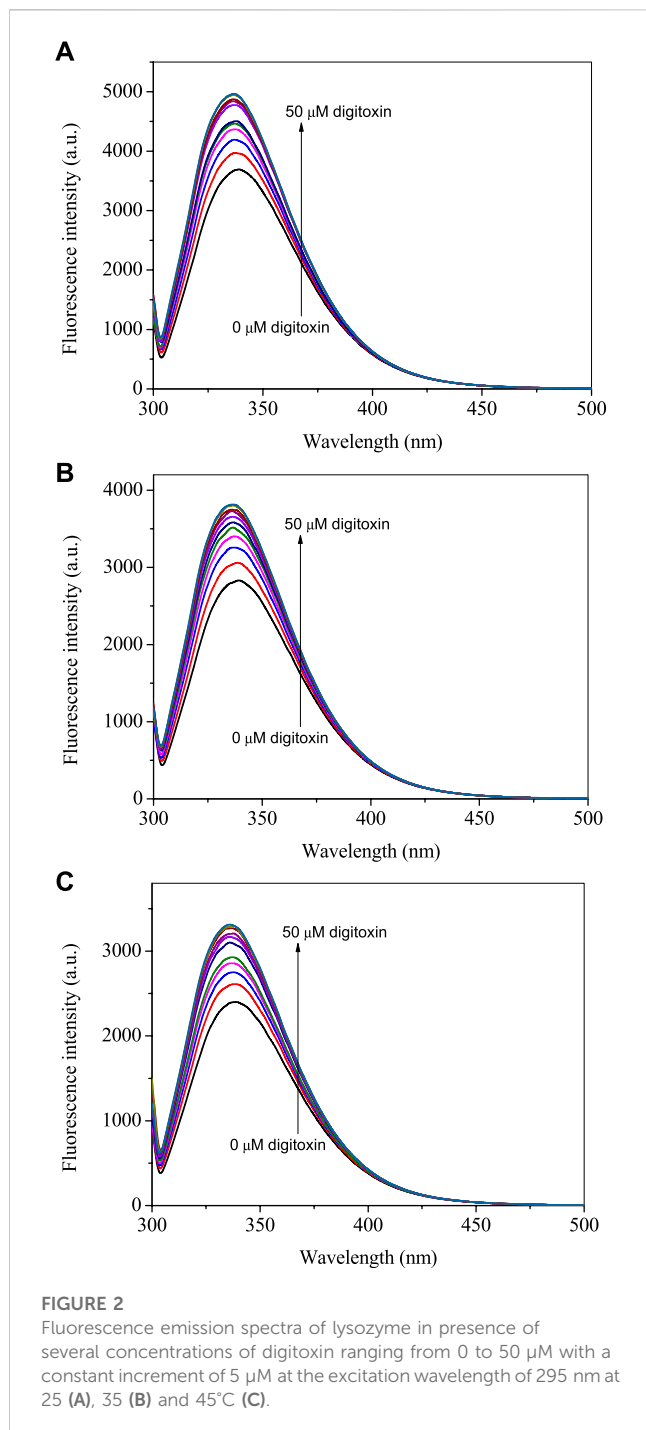 A
5000
4000
3000
2000
1000
0
Fluorescence intensity (a.u.)
50 μM digitoxin
0 μM digitoxin
300
350
400
450
500
Wavelength (nm)
B
4000
3000
2000
1000
0
Fluorescence intensity (a.u.)
50 μM digitoxin
0 μM digitoxin
300
350
400
450
500
Wavelength (nm)
C
3000
2000
1000
0
Fluorescence intensity (a.u.)
50 μM digitoxin
0 μM digitoxin
300
350
400
450
500
Wavelength (nm)
FIGURE 2
Fluorescence emission spectra of lysozyme in presence of
several concentrations of digitoxin ranging from 0 to 50 μM with a
constant increment of 5 μM at the excitation wavelength of 295 nm at
25 (A), 35 (B) and 45°C (C).